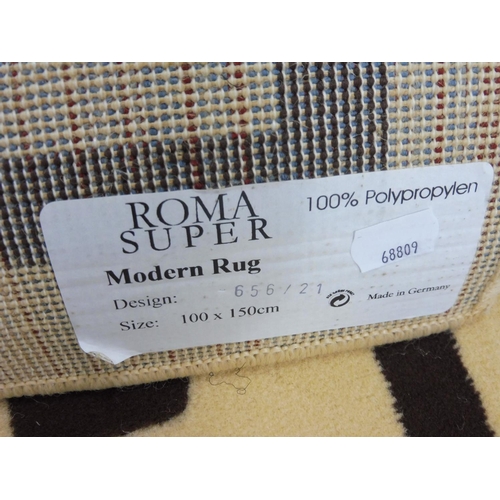 ROMA
SUPER
100% Polypropylen
68809
Modern Rug
Design: 656/21
Size: 100 x 150cm
Made in Germany